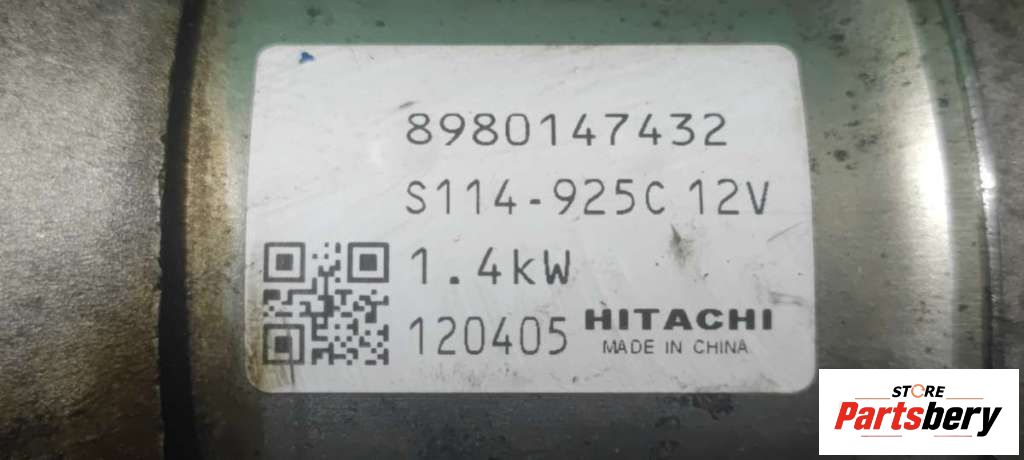 8980147432
S114-925C 12V
1.4kW
120405 HITACHI
MADE IN CHINA
STORE
Partsbery